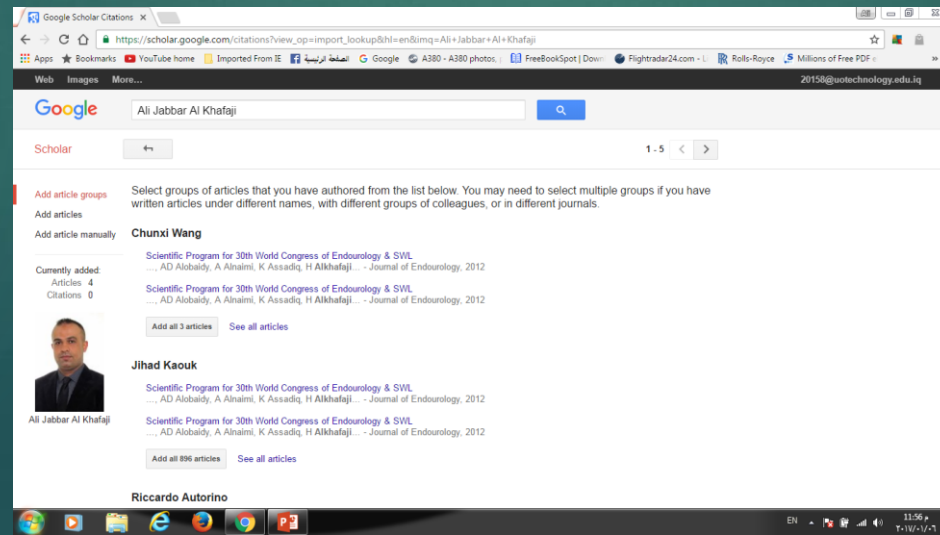 Google Scholar Citations
https://scholar.google.com/citations?view_op=import_lookup&hl=en&imq=Ali+Jabbar+Al+Khafaji
Apps Bookmarks YouTube home Imported From IE الصفحة الرئيسية Google A380 - A380 photos, FreeBookSpot | Down Flightradar24.com - Li Rolls-Royce Millions of Free PDF e
Web Images More...
20158@uotechnology.edu.iq
Google
Ali Jabbar Al Khafaji
Scholar
1 - 5
Add article groups
Add articles
Add article manually
Currently added:
Articles 4
Citations 0
Ali Jabbar Al Khafaji
Select groups of articles that you have authored from the list below. You may need to select multiple groups if you have
written articles under different names, with different groups of colleagues, or in different journals.
Chunxi Wang
Scientific Program for 30th World Congress of Endourology & SWL
..., AD Alobaidy, A Alnaimi, K Assadiq, H Alkhafaji... - Journal of Endourology, 2012
Scientific Program for 30th World Congress of Endourology & SWL
..., AD Alobaidy, A Alnaimi, K Assadiq, H Alkhafaji... - Journal of Endourology, 2012
Add all 3 articles See all articles
Jihad Kaouk
Scientific Program for 30th World Congress of Endourology & SWL
..., AD Alobaidy, A Alnaimi, K Assadiq, H Alkhafaji... - Journal of Endourology, 2012
Scientific Program for 30th World Congress of Endourology & SWL
..., AD Alobaidy, A Alnaimi, K Assadiq, H Alkhafaji... - Journal of Endourology, 2012
Add all 896 articles See all articles
Riccardo Autorino
EN
11:56 م
٢٠١٧/٠١/٠٦